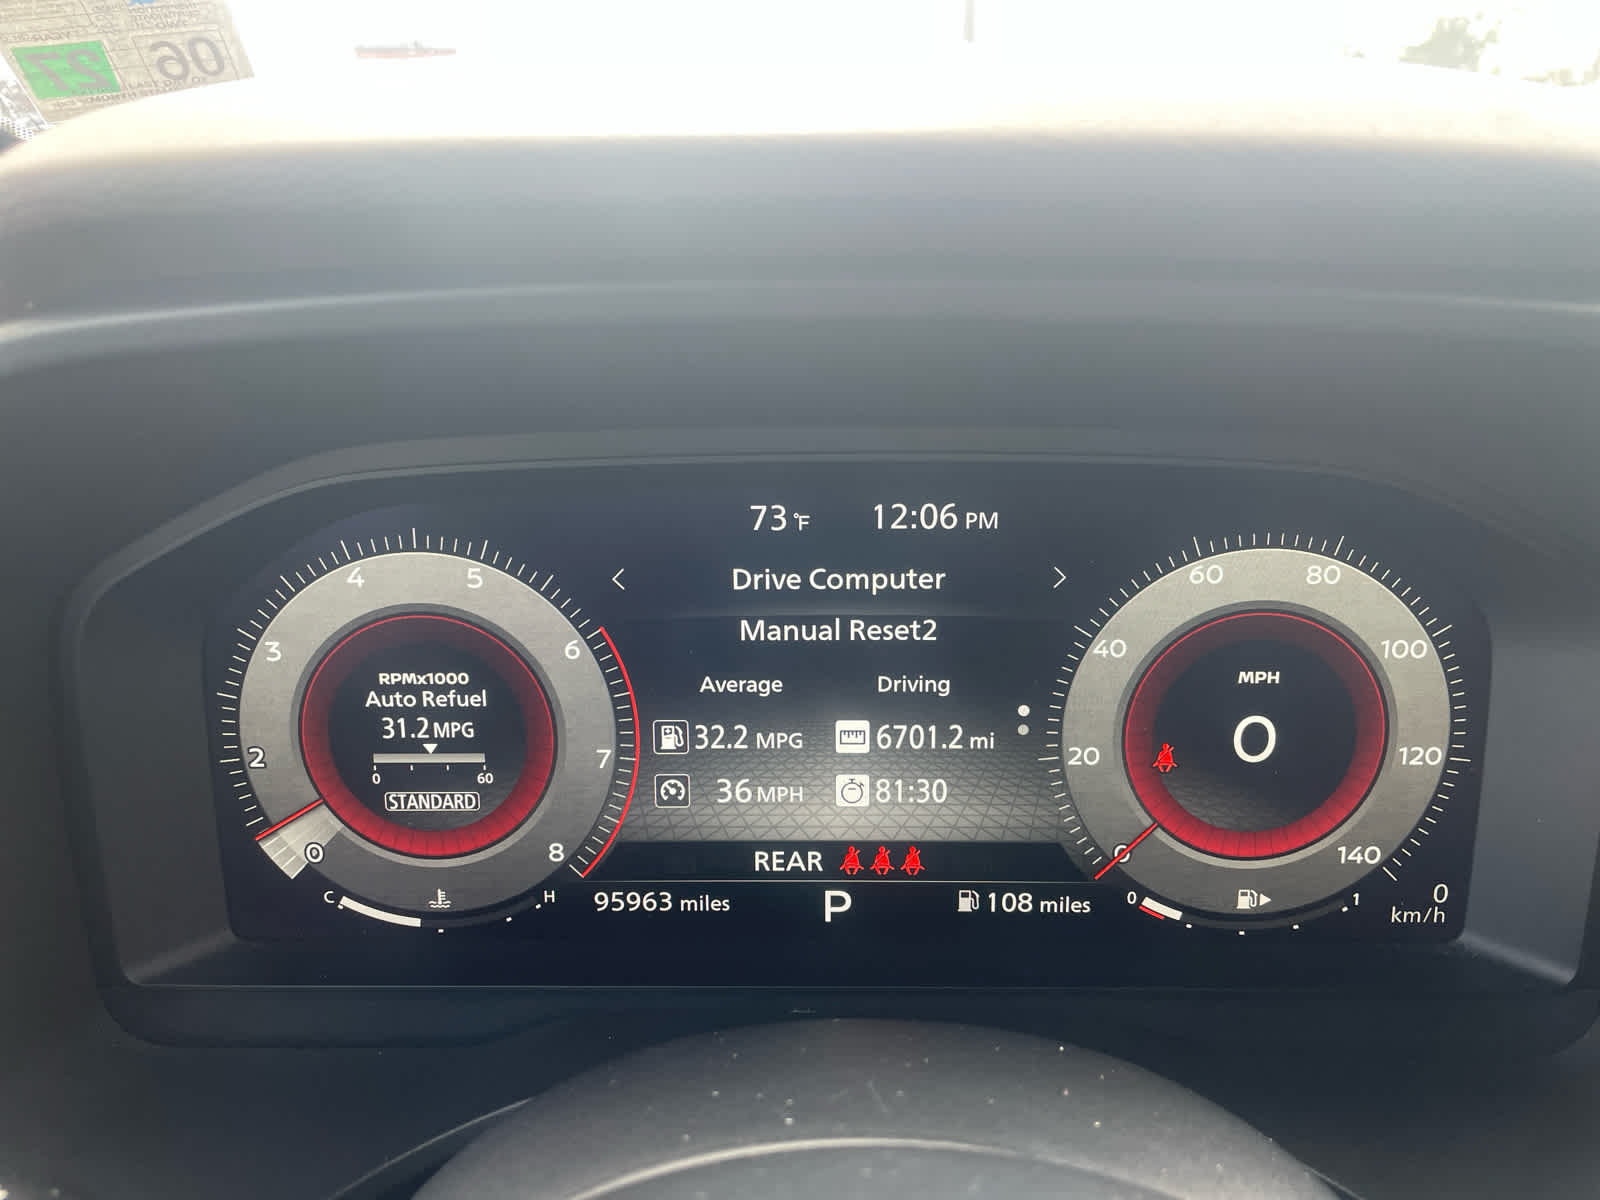 27 06
73 °F 12:06 PM
< Drive Computer >
Manual Reset2
Average Driving
32.2 MPG 6701.2 mi
36 MPH 81:30
REAR
95963 miles P 108 miles
0 2 3 4 5 6 7 8
RPMx1000
Auto Refuel
31.2 MPG
0 60
STANDARD
C H
0 20 40 60 80 100 120 140
MPH
0
0 1
0
km/h